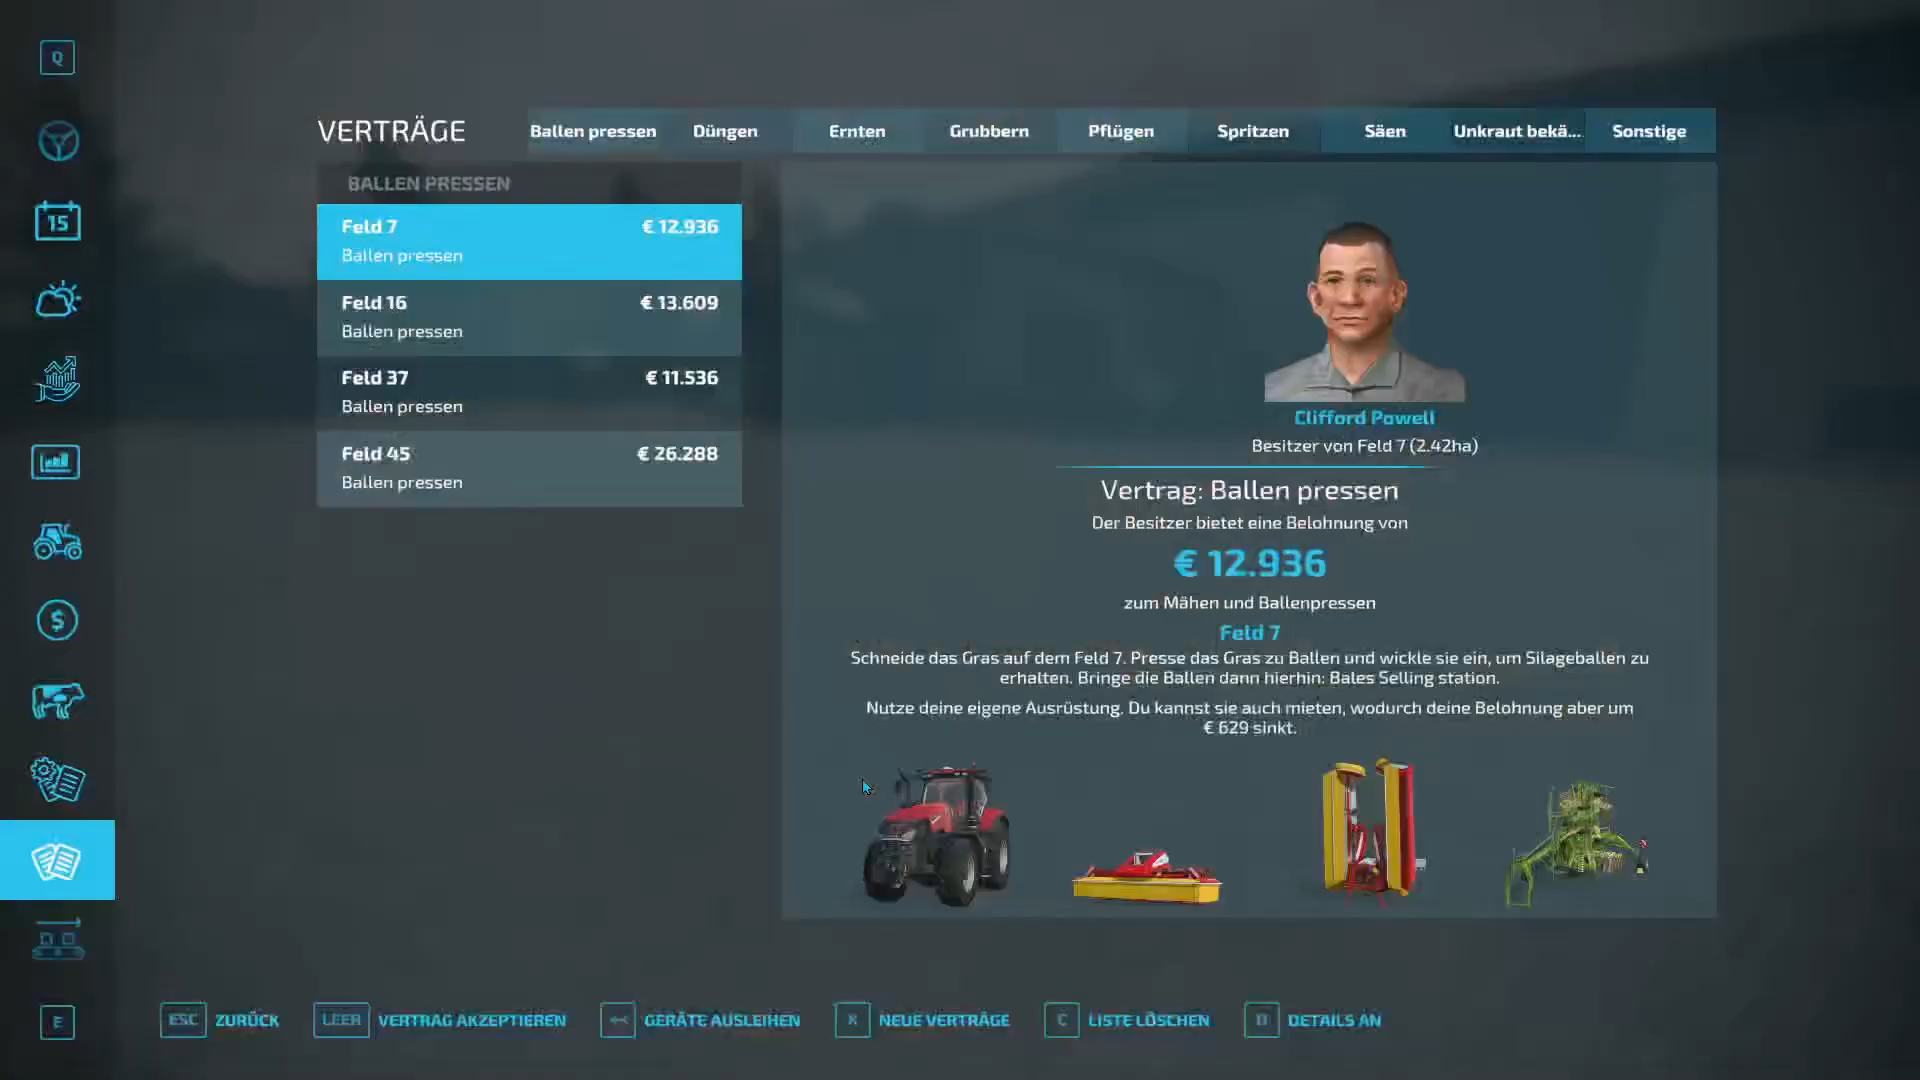 Q
VERTRÄGE
Ballen pressen
Düngen
Ernten
Grubbern
Pflügen
Spritzen
Säen
Unkraut bekä...
Sonstige
15
BALLEN PRESSEN
Feld 7 € 12.936
Ballen pressen
Feld 16 € 13.609
Ballen pressen
Feld 37 € 11.536
Ballen pressen
Feld 45 € 26.288
Ballen pressen
Clifford Powell
Besitzer von Feld 7 (2.42ha)
Vertrag: Ballen pressen
Der Besitzer bietet eine Belohnung von
€ 12.936
zum Mähen und Ballenpressen
Feld 7
Schneide das Gras auf dem Feld 7. Presse das Gras zu Ballen und wickle sie ein, um Silageballen zu
erhalten. Bringe die Ballen dann hierhin: Bales Selling station.
Nutze deine eigene Ausrüstung. Du kannst sie auch mieten, wodurch deine Belohnung aber um
€ 629 sinkt.
$
E
ESC ZURÜCK
LEER VERTRAG AKZEPTIEREN
GERÄTE AUSLEIHEN
NEUE VERTRÄGE
C LISTE LÖSCHEN
DETAILS AN